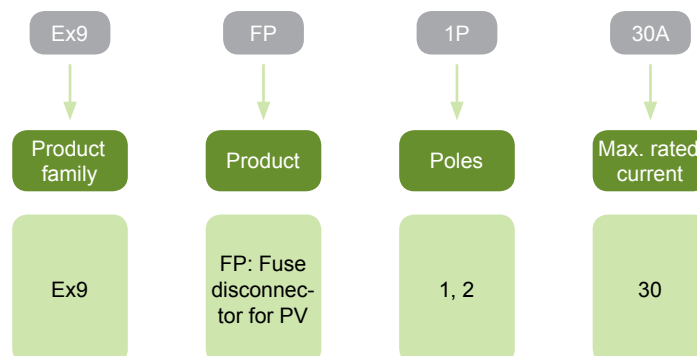 Ex9
FP
1P
30A
Product
family
Product
Poles
Max. rated
current
Ex9
FP: Fuse
disconnec-
tor for PV
1, 2
30